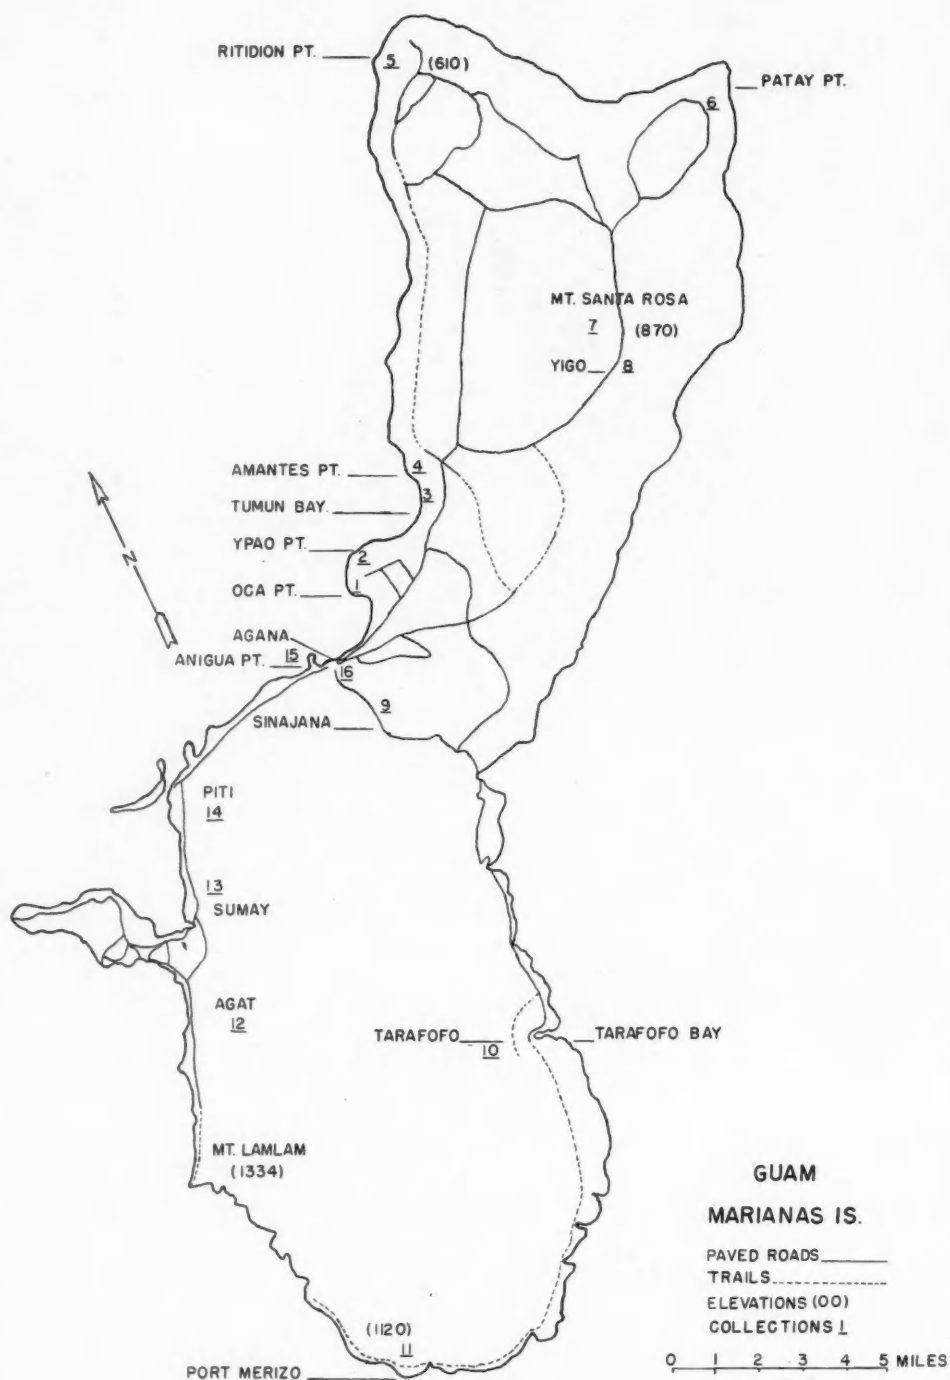 RITIDION PT.
5
(610)
PATAY PT.
6
MT. SANTA ROSA
7
(870)
YIGO
8
AMANTES PT.
4
3
TUMUN BAY
YPAO PT.
2
OCA PT.
1
N
AGANA
ANIGUA PT.
15
16
9
SINAJANA
PITI
14
13
SUMAY
AGAT
12
TARAFOFO
10
TARAFOFO BAY
MT. LAMLAM
(1334)
GUAM
MARIANAS IS.
PAVED ROADS
TRAILS
ELEVATIONS (00)
COLLECTIONS 1
(1120)
11
PORT MERIZO
0 1 2 3 4 5 MILES